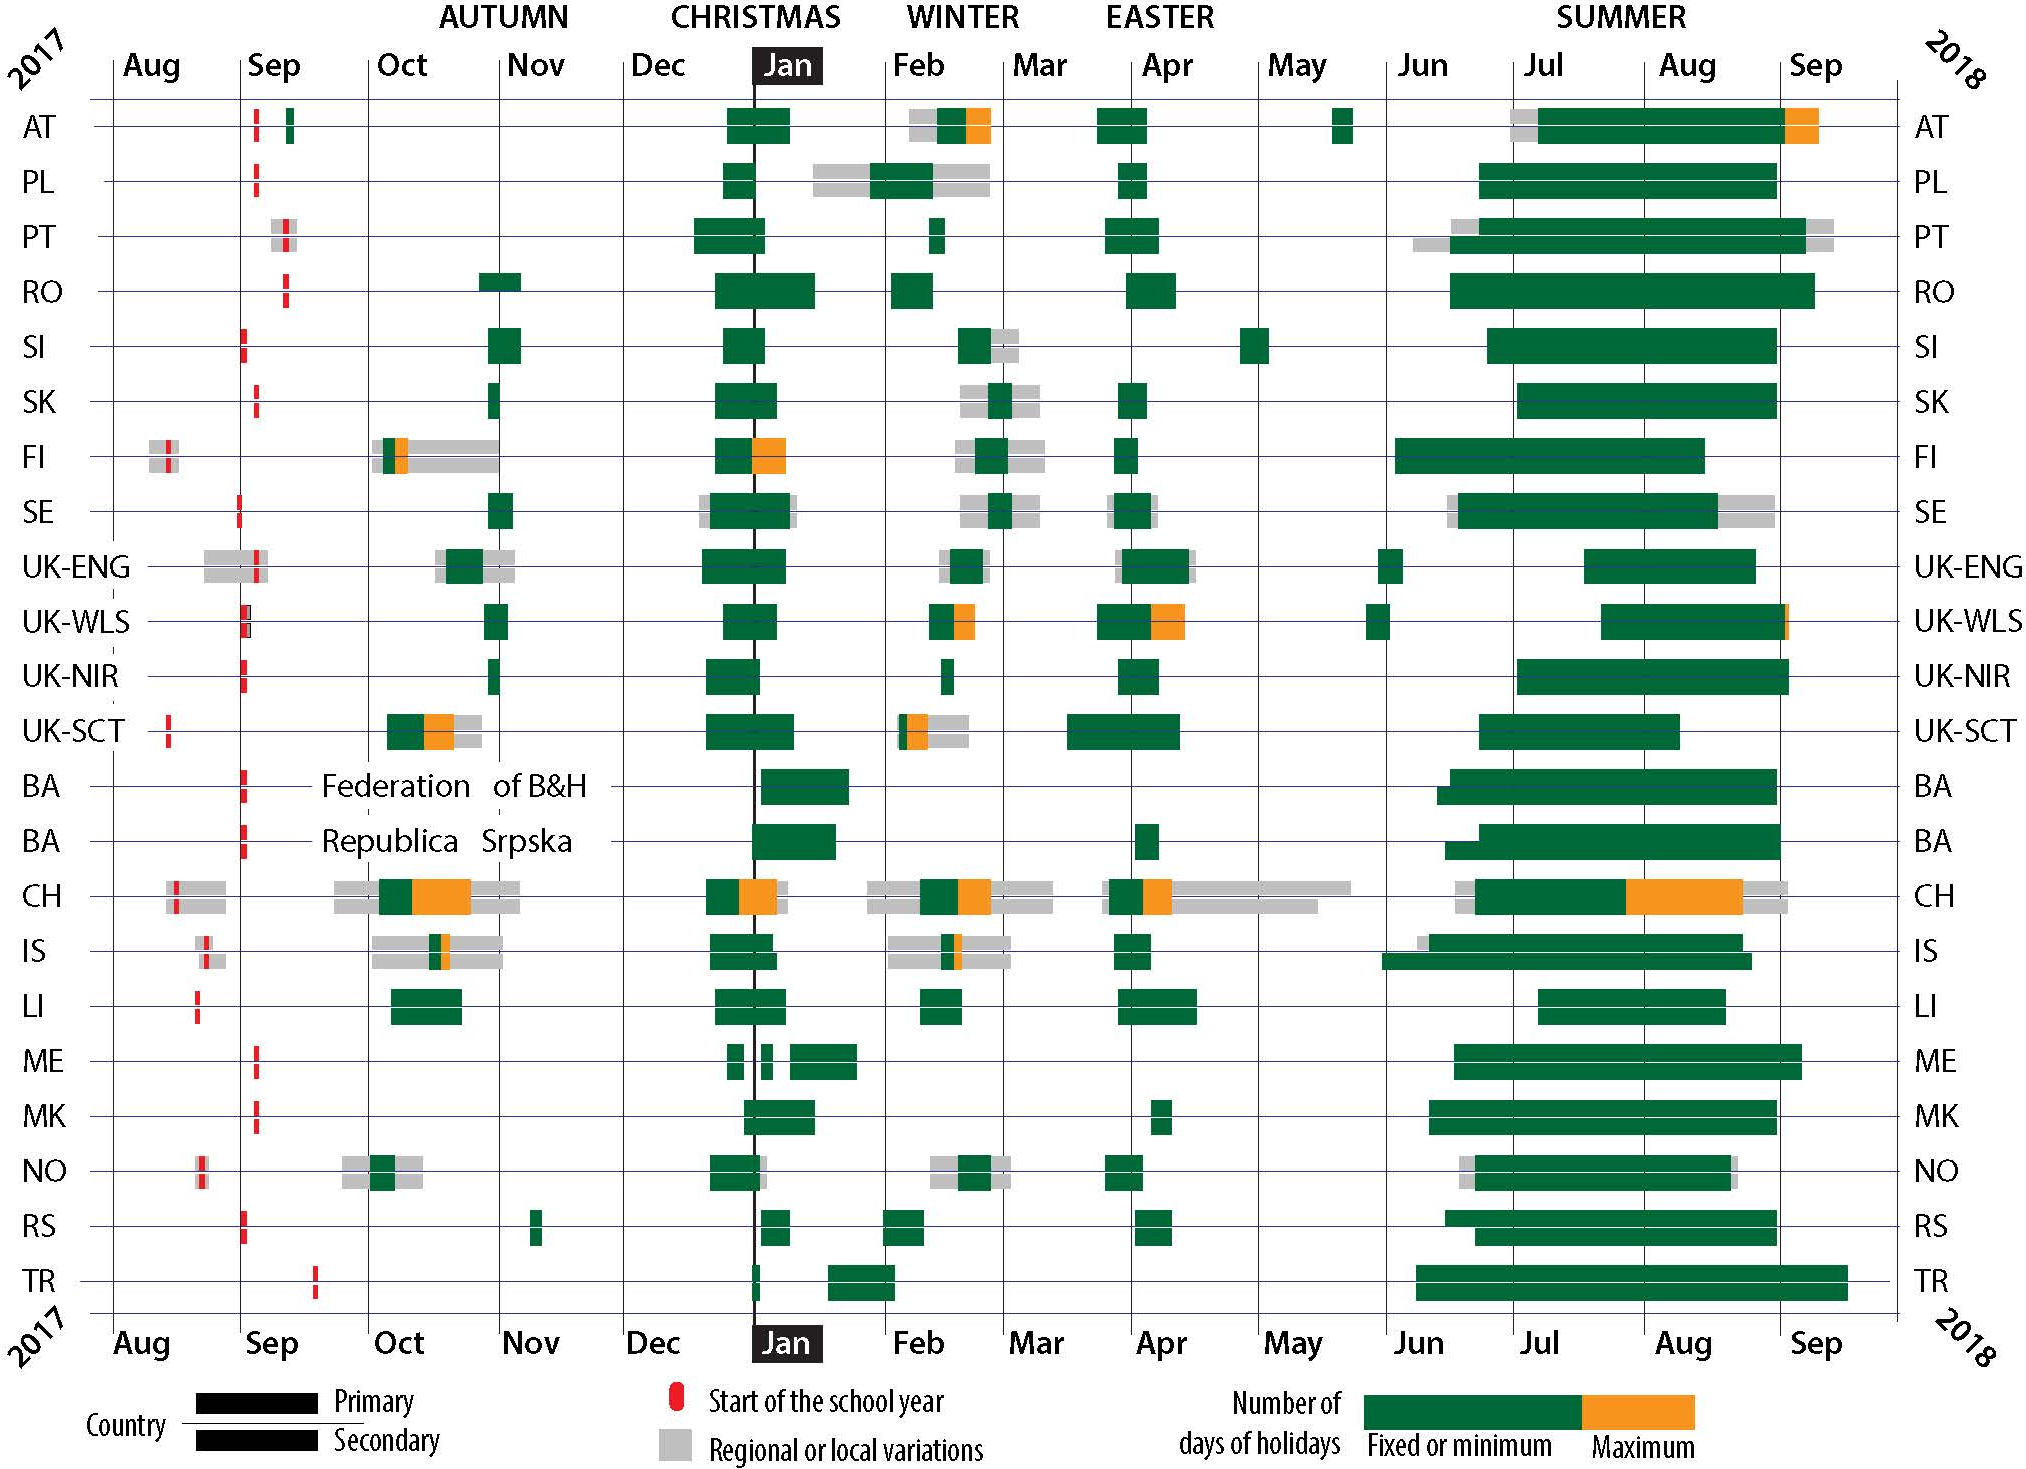 AUTUMN CHRISTMAS WINTER EASTER SUMMER
2017 Aug Sep Oct Nov Dec Jan Feb Mar Apr May Jun Jul Aug Sep 2018
AT AT
PL PL
PT PT
RO RO
SI SI
SK SK
FI FI
SE SE
UK-ENG UK-ENG
UK-WLS UK-WLS
UK-NIR UK-NIR
UK-SCT UK-SCT
BA Federation of B&H BA
BA Republica Srpska BA
CH CH
IS IS
LI LI
ME ME
MK MK
NO NO
RS RS
TR TR
2017 Aug Sep Oct Nov Dec Jan Feb Mar Apr May Jun Jul Aug Sep 2018
Country
Primary
Secondary
Start of the school year
Regional or local variations
Number of
days of holidays
Fixed or minimum
Maximum